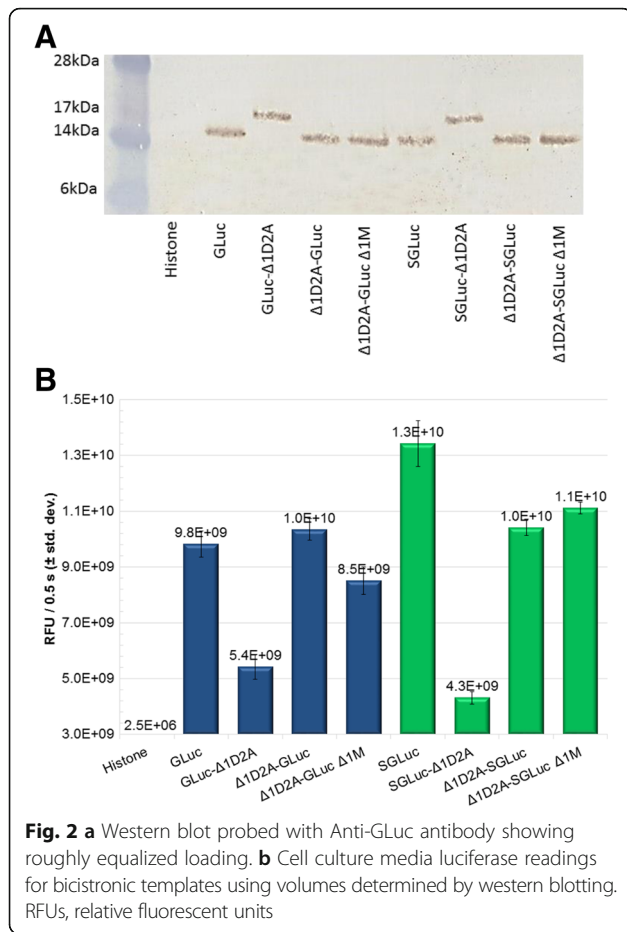 A
28kDa
17kDa
14kDa
6kDa
Histone
GLuc
GLuc-Δ1D2A
Δ1D2A-GLuc
Δ1D2A-GLuc Δ1M
SGLuc
SGLuc-Δ1D2A
Δ1D2A-SGLuc
Δ1D2A-SGLuc Δ1M
B
RFU / 0.5 s (± std. dev.)
1.5E+10
1.3E+10
1.1E+10
9.0E+09
7.0E+09
5.0E+09
3.0E+09
2.5E+06
9.8E+09
5.4E+09
1.0E+10
8.5E+09
1.3E+10
4.3E+09
1.0E+10
1.1E+10
Histone
GLuc
GLuc-Δ1D2A
Δ1D2A-GLuc
Δ1D2A-GLuc Δ1M
SGLuc
SGLuc-Δ1D2A
Δ1D2A-SGLuc
Δ1D2A-SGLuc Δ1M
Fig. 2 a Western blot probed with Anti-GLuc antibody showing
roughly equalized loading. b Cell culture media luciferase readings
for bicistronic templates using volumes determined by western blotting.
RFUs, relative fluorescent units